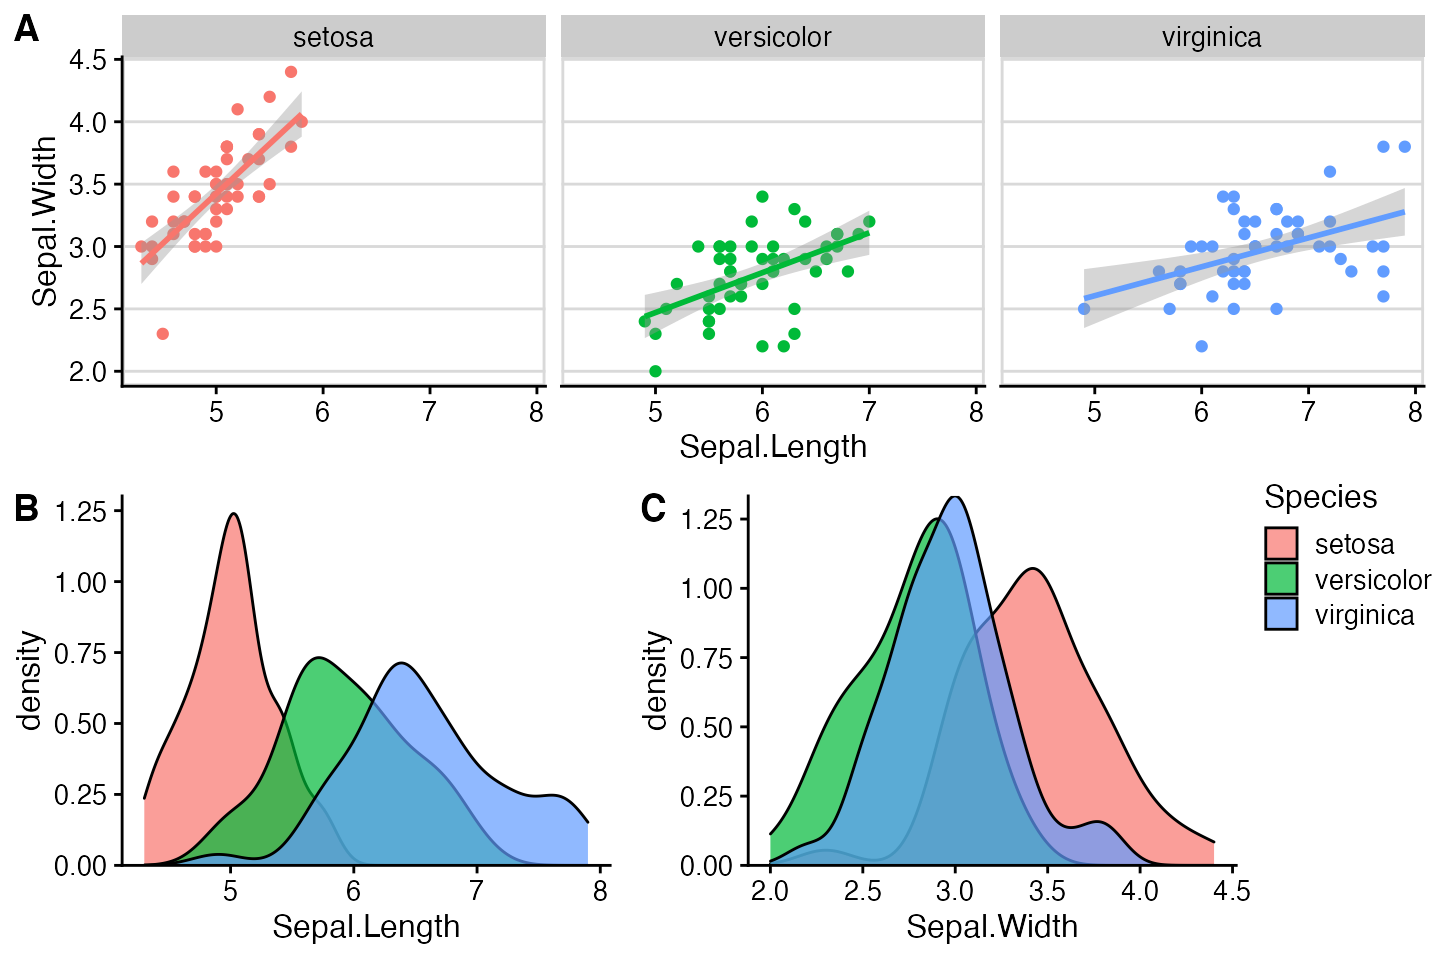 A
setosa versicolor virginica
4.5
4.0
3.5
3.0
2.5
2.0
Sepal.Width
5 6 7 8 5 6 7 8 5 6 7 8
Sepal.Length
B
1.25
1.00
0.75
0.50
0.25
0.00
density
5 6 7 8
Sepal.Length
C
1.25
1.00
0.75
0.50
0.25
0.00
density
2.0 2.5 3.0 3.5 4.0 4.5
Sepal.Width
Species
setosa
versicolor
virginica